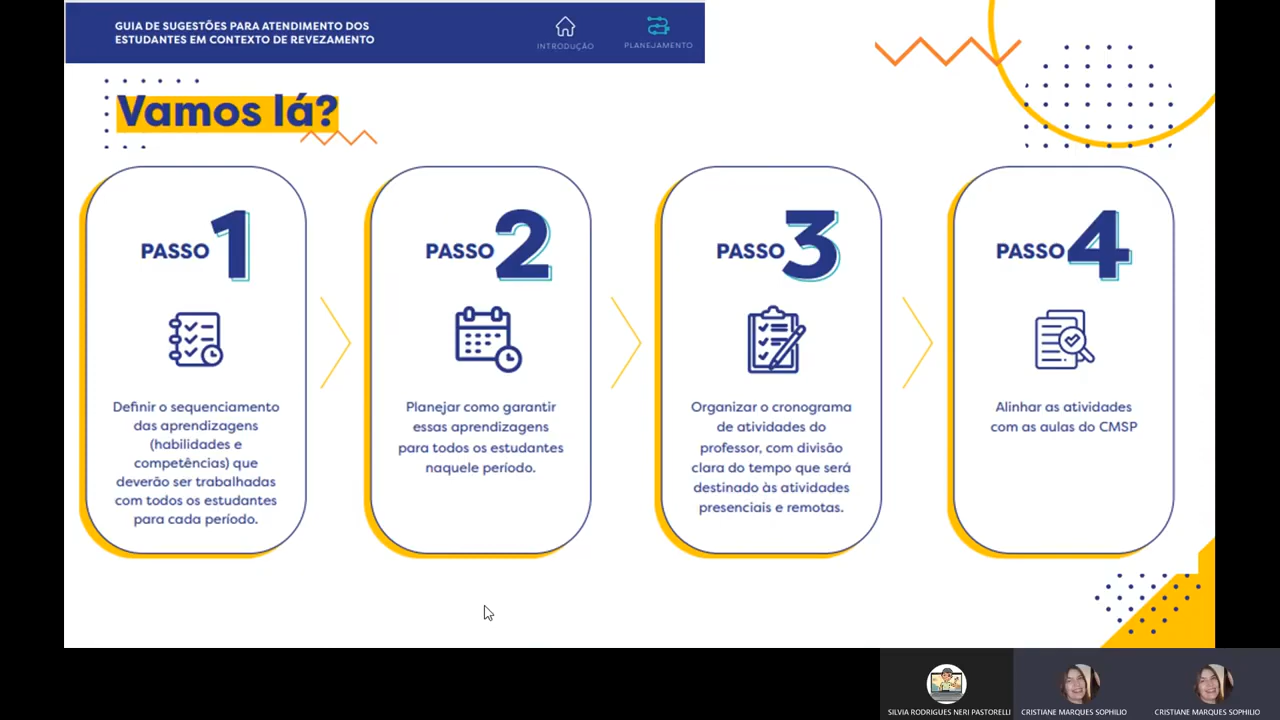 GUIA DE SUGESTÕES PARA ATENDIMENTO DOS
ESTUDANTES EM CONTEXTO DE REVEZAMENTO
INTRODUÇÃO
PLANEJAMENTO
Vamos lá?
PASSO 1
Definir o sequenciamento
das aprendizagens
(habilidades e
competências) que
deverão ser trabalhadas
com todos os estudantes
para cada período.
PASSO 2
Planejar como garantir
essas aprendizagens
para todos os estudantes
naquele período.
PASSO 3
Organizar o cronograma
de atividades do
professor, com divisão
clara do tempo que será
destinado às atividades
presenciais e remotas.
PASSO 4
Alinhar as atividades
com as aulas do CMSP
SILVIA RODRIGUES NERI PASTORELLI
CRISTIANE MARQUES SOPHILIO
CRISTIANE MARQUES SOPHILIO